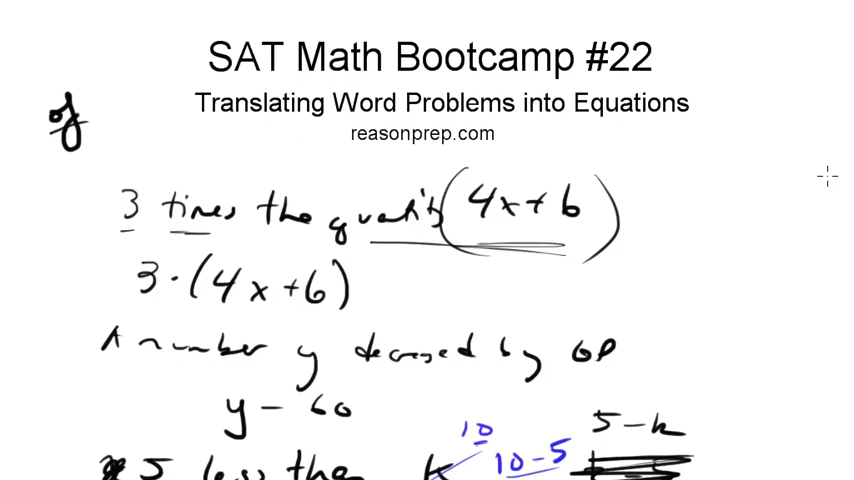 SAT Math Bootcamp #22
Translating Word Problems into Equations
reasonprep.com
of
3 times the quantity (4x+6)
3·(4x+6)
A number y decreased by 60
y – 60
10
5 – k
10 – 5
5 less than k